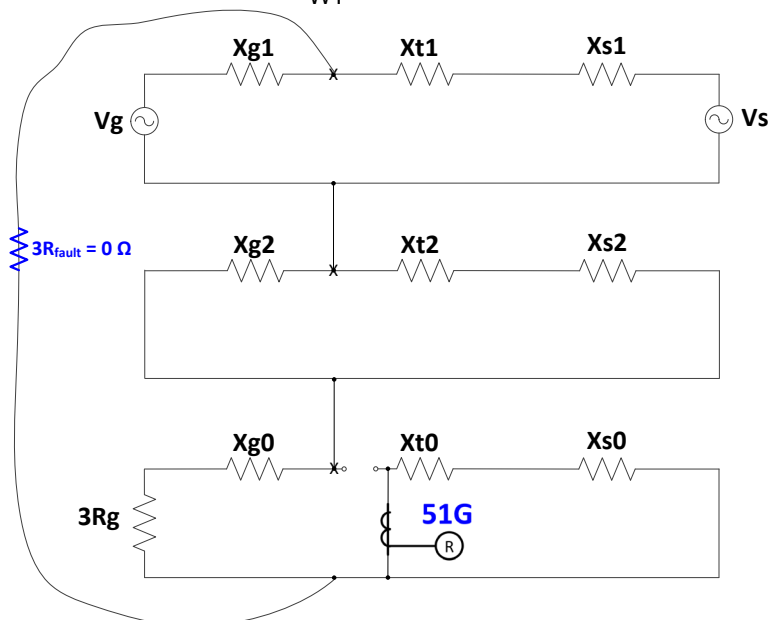 Xg1
Xt1
Xs1
Vg
Vs
3Rfault = 0 Ω
Xg2
Xt2
Xs2
Xg0
Xt0
Xs0
3Rg
51G
R